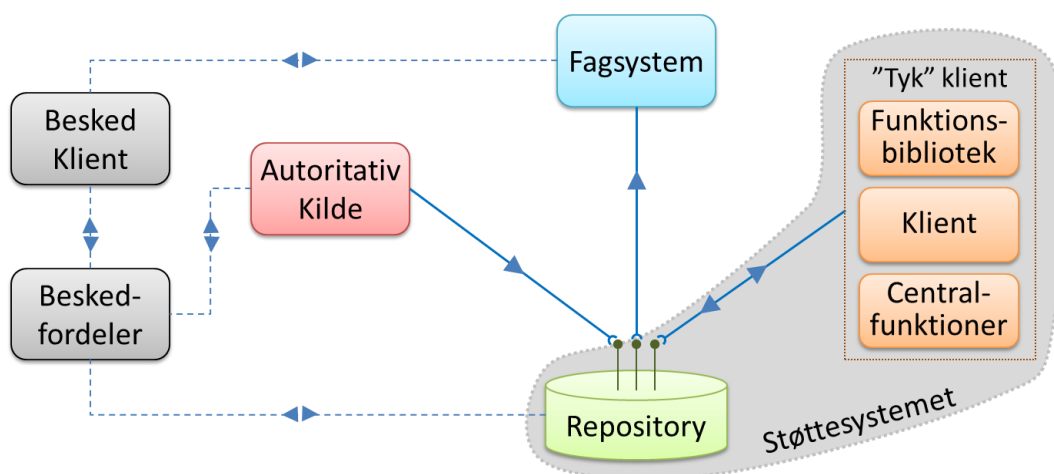 Fagsystem
”Tyk” klient
Funktions-
bibliotek
Besked
Klient
Autoritativ
Kilde
Klient
Besked-
fordeler
Central-
funktioner
Repository
Støttesystemet